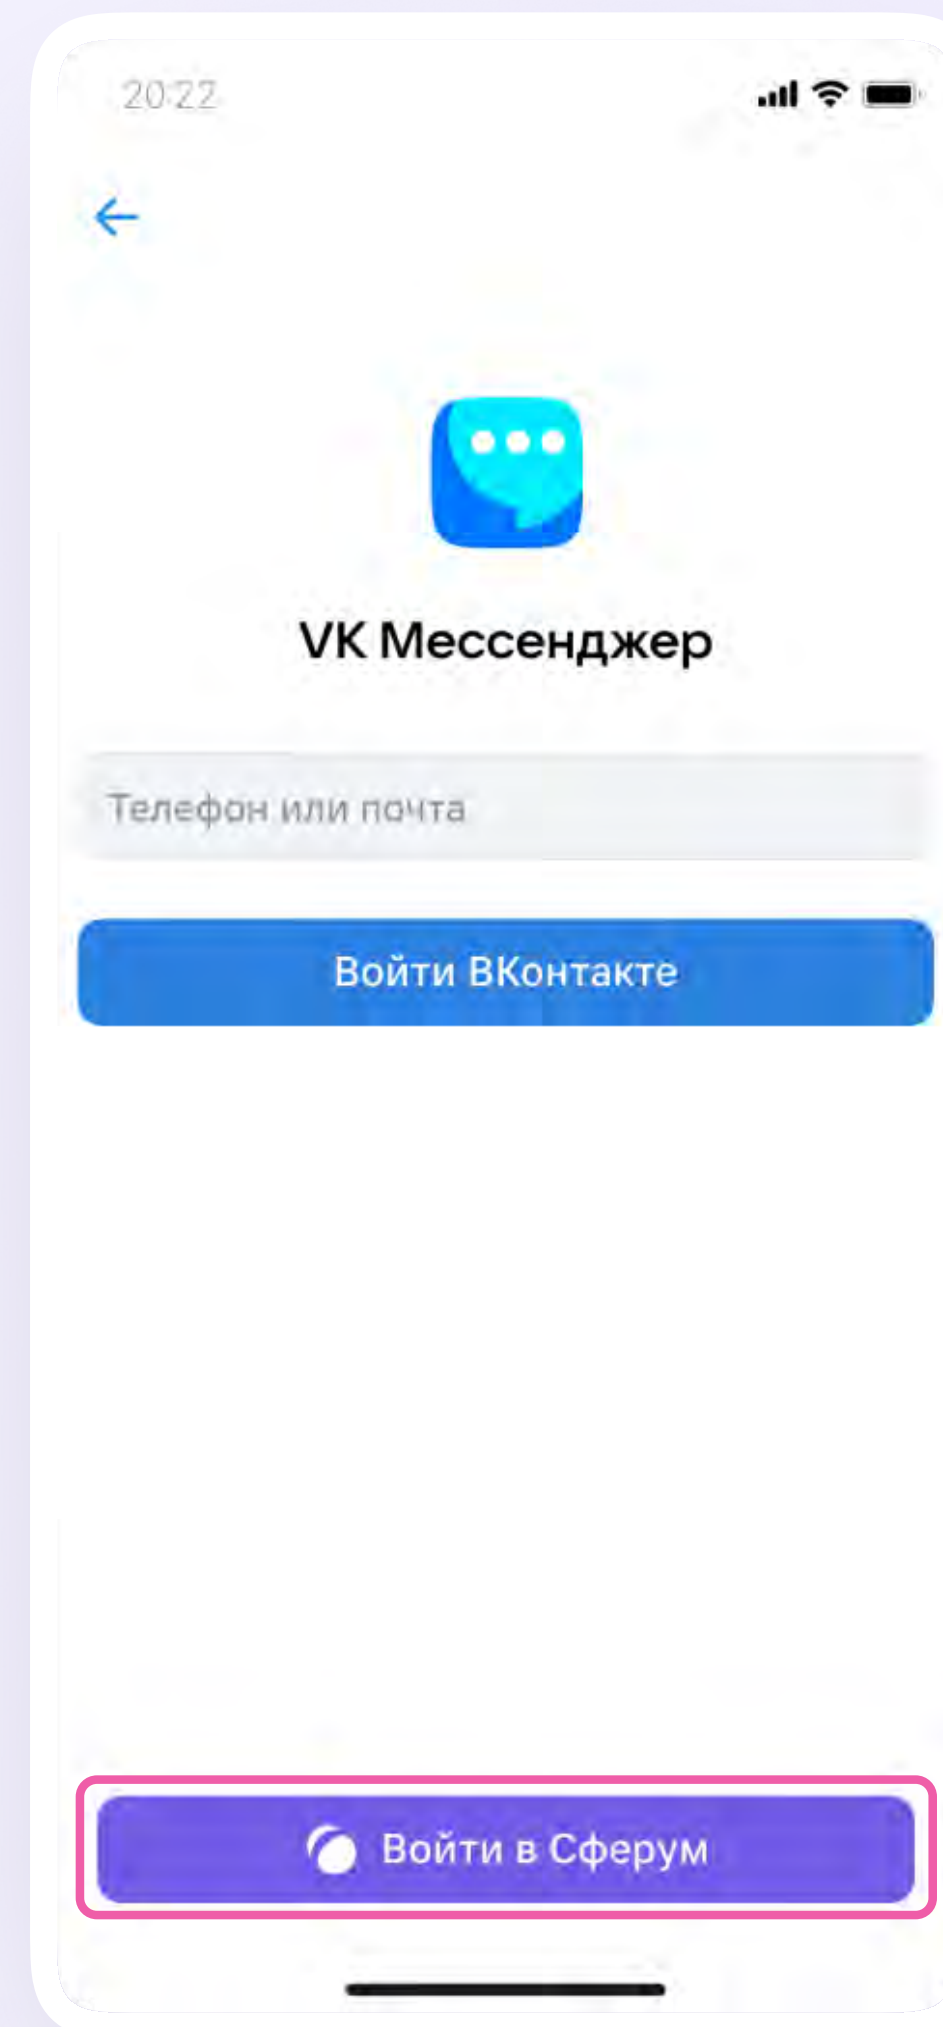 20:22
VK Мессенджер
Телефон или почта
Войти ВКонтакте
Войти в Сферум